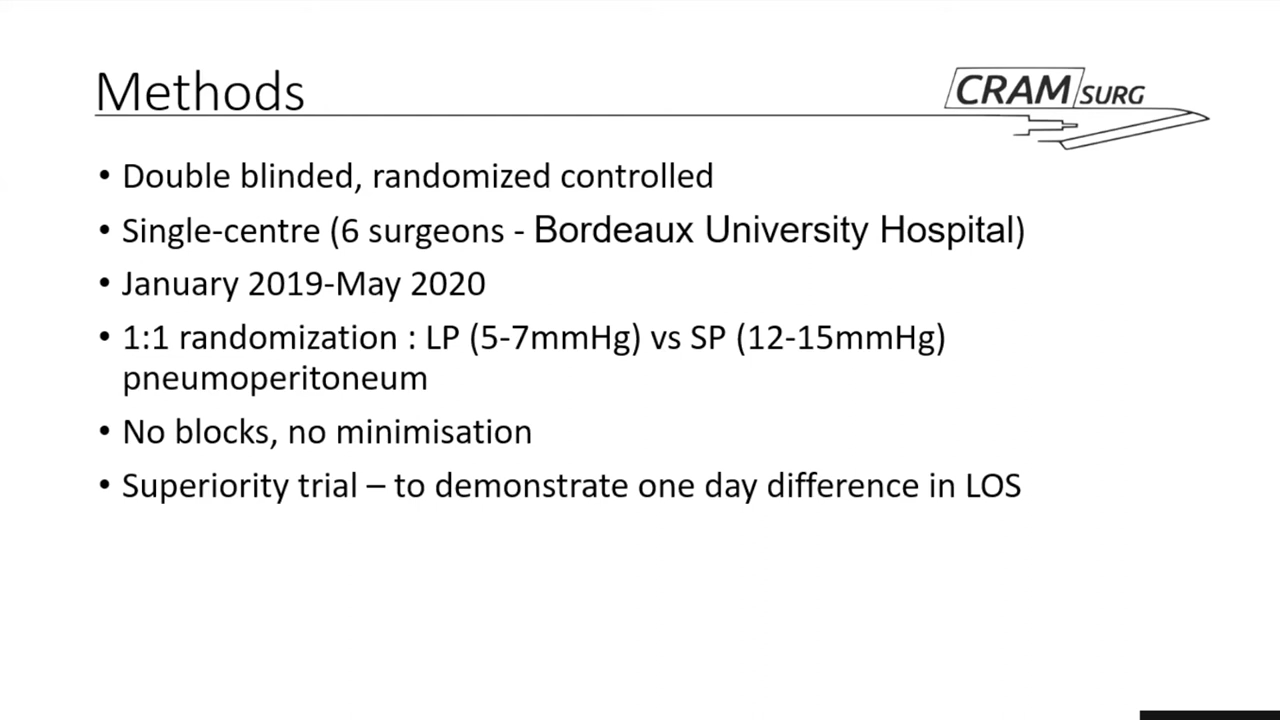 Methods
CRAM SURG
• Double blinded, randomized controlled
• Single-centre (6 surgeons - Bordeaux University Hospital)
• January 2019-May 2020
• 1:1 randomization : LP (5-7mmHg) vs SP (12-15mmHg)
pneumoperitoneum
• No blocks, no minimisation
• Superiority trial – to demonstrate one day difference in LOS